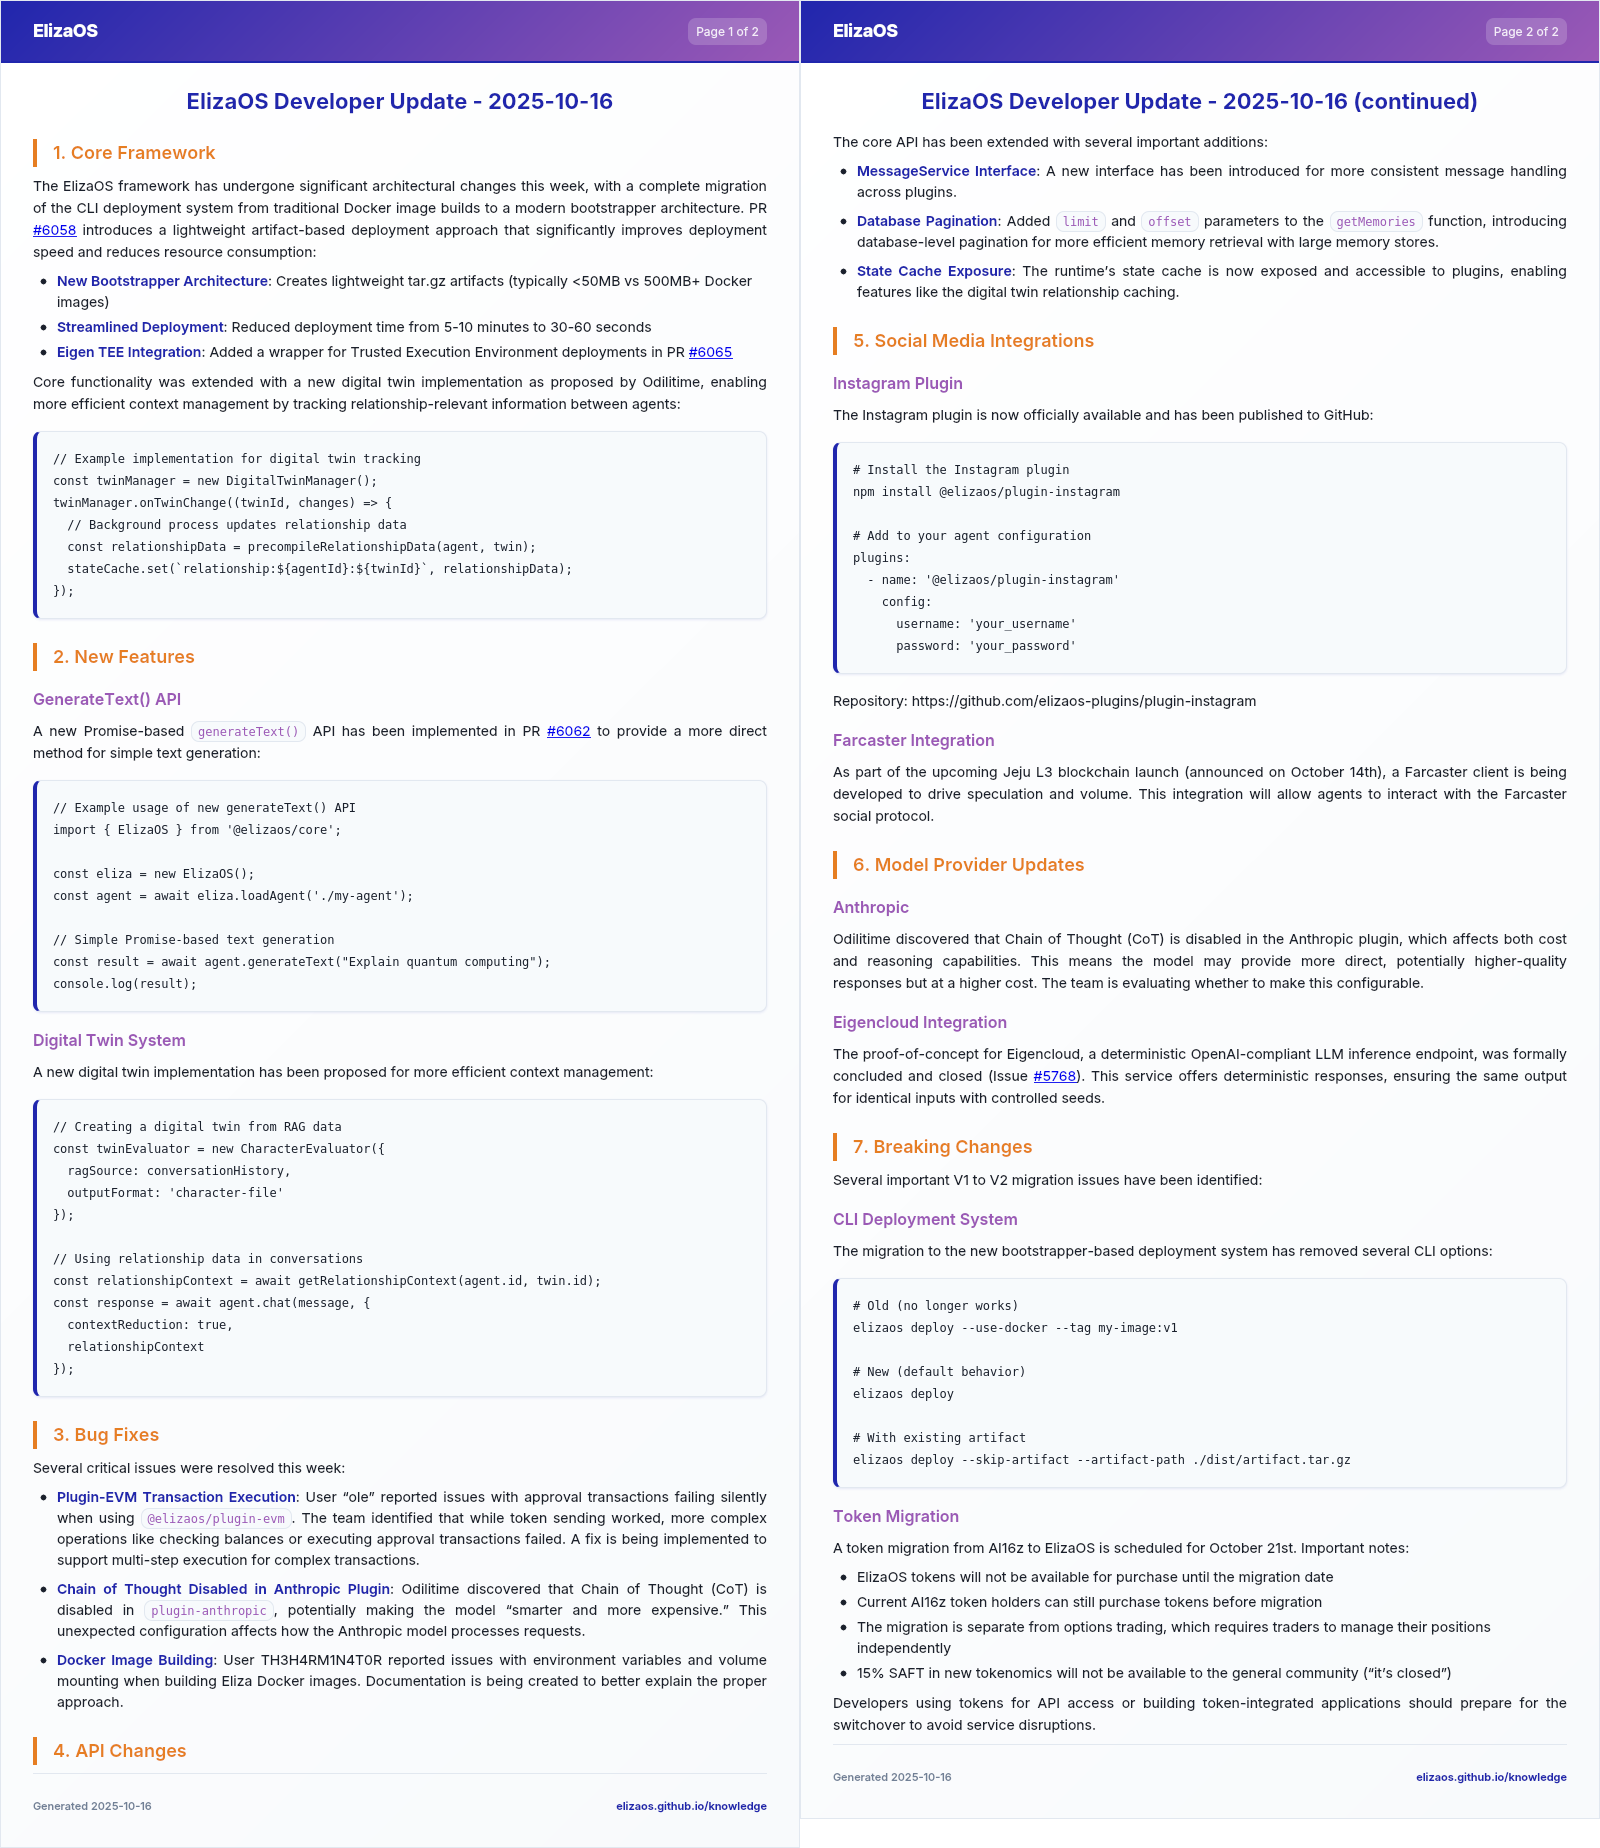 ElizaOS
Page 1 of 2
ElizaOS Developer Update - 2025-10-16
1. Core Framework
The ElizaOS framework has undergone significant architectural changes this week, with a complete migration
of the CLI deployment system from traditional Docker image builds to a modern bootstrapper architecture. PR
#6058 introduces a lightweight artifact-based deployment approach that significantly improves deployment
speed and reduces resource consumption:
• New Bootstrapper Architecture: Creates lightweight tar.gz artifacts (typically <50MB vs 500MB+ Docker
images)
• Streamlined Deployment: Reduced deployment time from 5-10 minutes to 30-60 seconds
• Eigen TEE Integration: Added a wrapper for Trusted Execution Environment deployments in PR #6065
Core functionality was extended with a new digital twin implementation as proposed by Odilitime, enabling
more efficient context management by tracking relationship-relevant information between agents:
// Example implementation for digital twin tracking
const twinManager = new DigitalTwinManager();
twinManager.onTwinChange((twinId, changes) => {
  // Background process updates relationship data
  const relationshipData = precompileRelationshipData(agent, twin);
  stateCache.set(`relationship:${agentId}:${twinId}`, relationshipData);
});
2. New Features
GenerateText() API
A new Promise-based generateText() API has been implemented in PR #6062 to provide a more direct
method for simple text generation:
// Example usage of new generateText() API
import { ElizaOS } from '@elizaos/core';
const eliza = new ElizaOS();
const agent = await eliza.loadAgent('./my-agent');
// Simple Promise-based text generation
const result = await agent.generateText("Explain quantum computing");
console.log(result);
Digital Twin System
A new digital twin implementation has been proposed for more efficient context management:
// Creating a digital twin from RAG data
const twinEvaluator = new CharacterEvaluator({
  ragSource: conversationHistory,
  outputFormat: 'character-file'
});
// Using relationship data in conversations
const relationshipContext = await getRelationshipContext(agent.id, twin.id);
const response = await agent.chat(message, {
  contextReduction: true,
  relationshipContext
});
3. Bug Fixes
Several critical issues were resolved this week:
• Plugin-EVM Transaction Execution: User “ole” reported issues with approval transactions failing silently
when using @elizaos/plugin-evm. The team identified that while token sending worked, more complex
operations like checking balances or executing approval transactions failed. A fix is being implemented to
support multi-step execution for complex transactions.
• Chain of Thought Disabled in Anthropic Plugin: Odilitime discovered that Chain of Thought (CoT) is
disabled in plugin-anthropic, potentially making the model “smarter and more expensive.” This
unexpected configuration affects how the Anthropic model processes requests.
• Docker Image Building: User TH3H4RM1N4T0R reported issues with environment variables and volume
mounting when building Eliza Docker images. Documentation is being created to better explain the proper
approach.
4. API Changes
Generated 2025-10-16
elizaos.github.io/knowledge
ElizaOS
Page 2 of 2
ElizaOS Developer Update - 2025-10-16 (continued)
The core API has been extended with several important additions:
• MessageService Interface: A new interface has been introduced for more consistent message handling
across plugins.
• Database Pagination: Added limit and offset parameters to the getMemories function, introducing
database-level pagination for more efficient memory retrieval with large memory stores.
• State Cache Exposure: The runtime’s state cache is now exposed and accessible to plugins, enabling
features like the digital twin relationship caching.
5. Social Media Integrations
Instagram Plugin
The Instagram plugin is now officially available and has been published to GitHub:
# Install the Instagram plugin
npm install @elizaos/plugin-instagram
# Add to your agent configuration
plugins:
  - name: '@elizaos/plugin-instagram'
    config:
      username: 'your_username'
      password: 'your_password'
Repository: https://github.com/elizaos-plugins/plugin-instagram
Farcaster Integration
As part of the upcoming Jeju L3 blockchain launch (announced on October 14th), a Farcaster client is being
developed to drive speculation and volume. This integration will allow agents to interact with the Farcaster
social protocol.
6. Model Provider Updates
Anthropic
Odilitime discovered that Chain of Thought (CoT) is disabled in the Anthropic plugin, which affects both cost
and reasoning capabilities. This means the model may provide more direct, potentially higher-quality
responses but at a higher cost. The team is evaluating whether to make this configurable.
Eigencloud Integration
The proof-of-concept for Eigencloud, a deterministic OpenAI-compliant LLM inference endpoint, was formally
concluded and closed (Issue #5768). This service offers deterministic responses, ensuring the same output
for identical inputs with controlled seeds.
7. Breaking Changes
Several important V1 to V2 migration issues have been identified:
CLI Deployment System
The migration to the new bootstrapper-based deployment system has removed several CLI options:
# Old (no longer works)
elizaos deploy --use-docker --tag my-image:v1
# New (default behavior)
elizaos deploy
# With existing artifact
elizaos deploy --skip-artifact --artifact-path ./dist/artifact.tar.gz
Token Migration
A token migration from AI16z to ElizaOS is scheduled for October 21st. Important notes:
• ElizaOS tokens will not be available for purchase until the migration date
• Current AI16z token holders can still purchase tokens before migration
• The migration is separate from options trading, which requires traders to manage their positions
independently
• 15% SAFT in new tokenomics will not be available to the general community (“it’s closed”)
Developers using tokens for API access or building token-integrated applications should prepare for the
switchover to avoid service disruptions.
Generated 2025-10-16
elizaos.github.io/knowledge